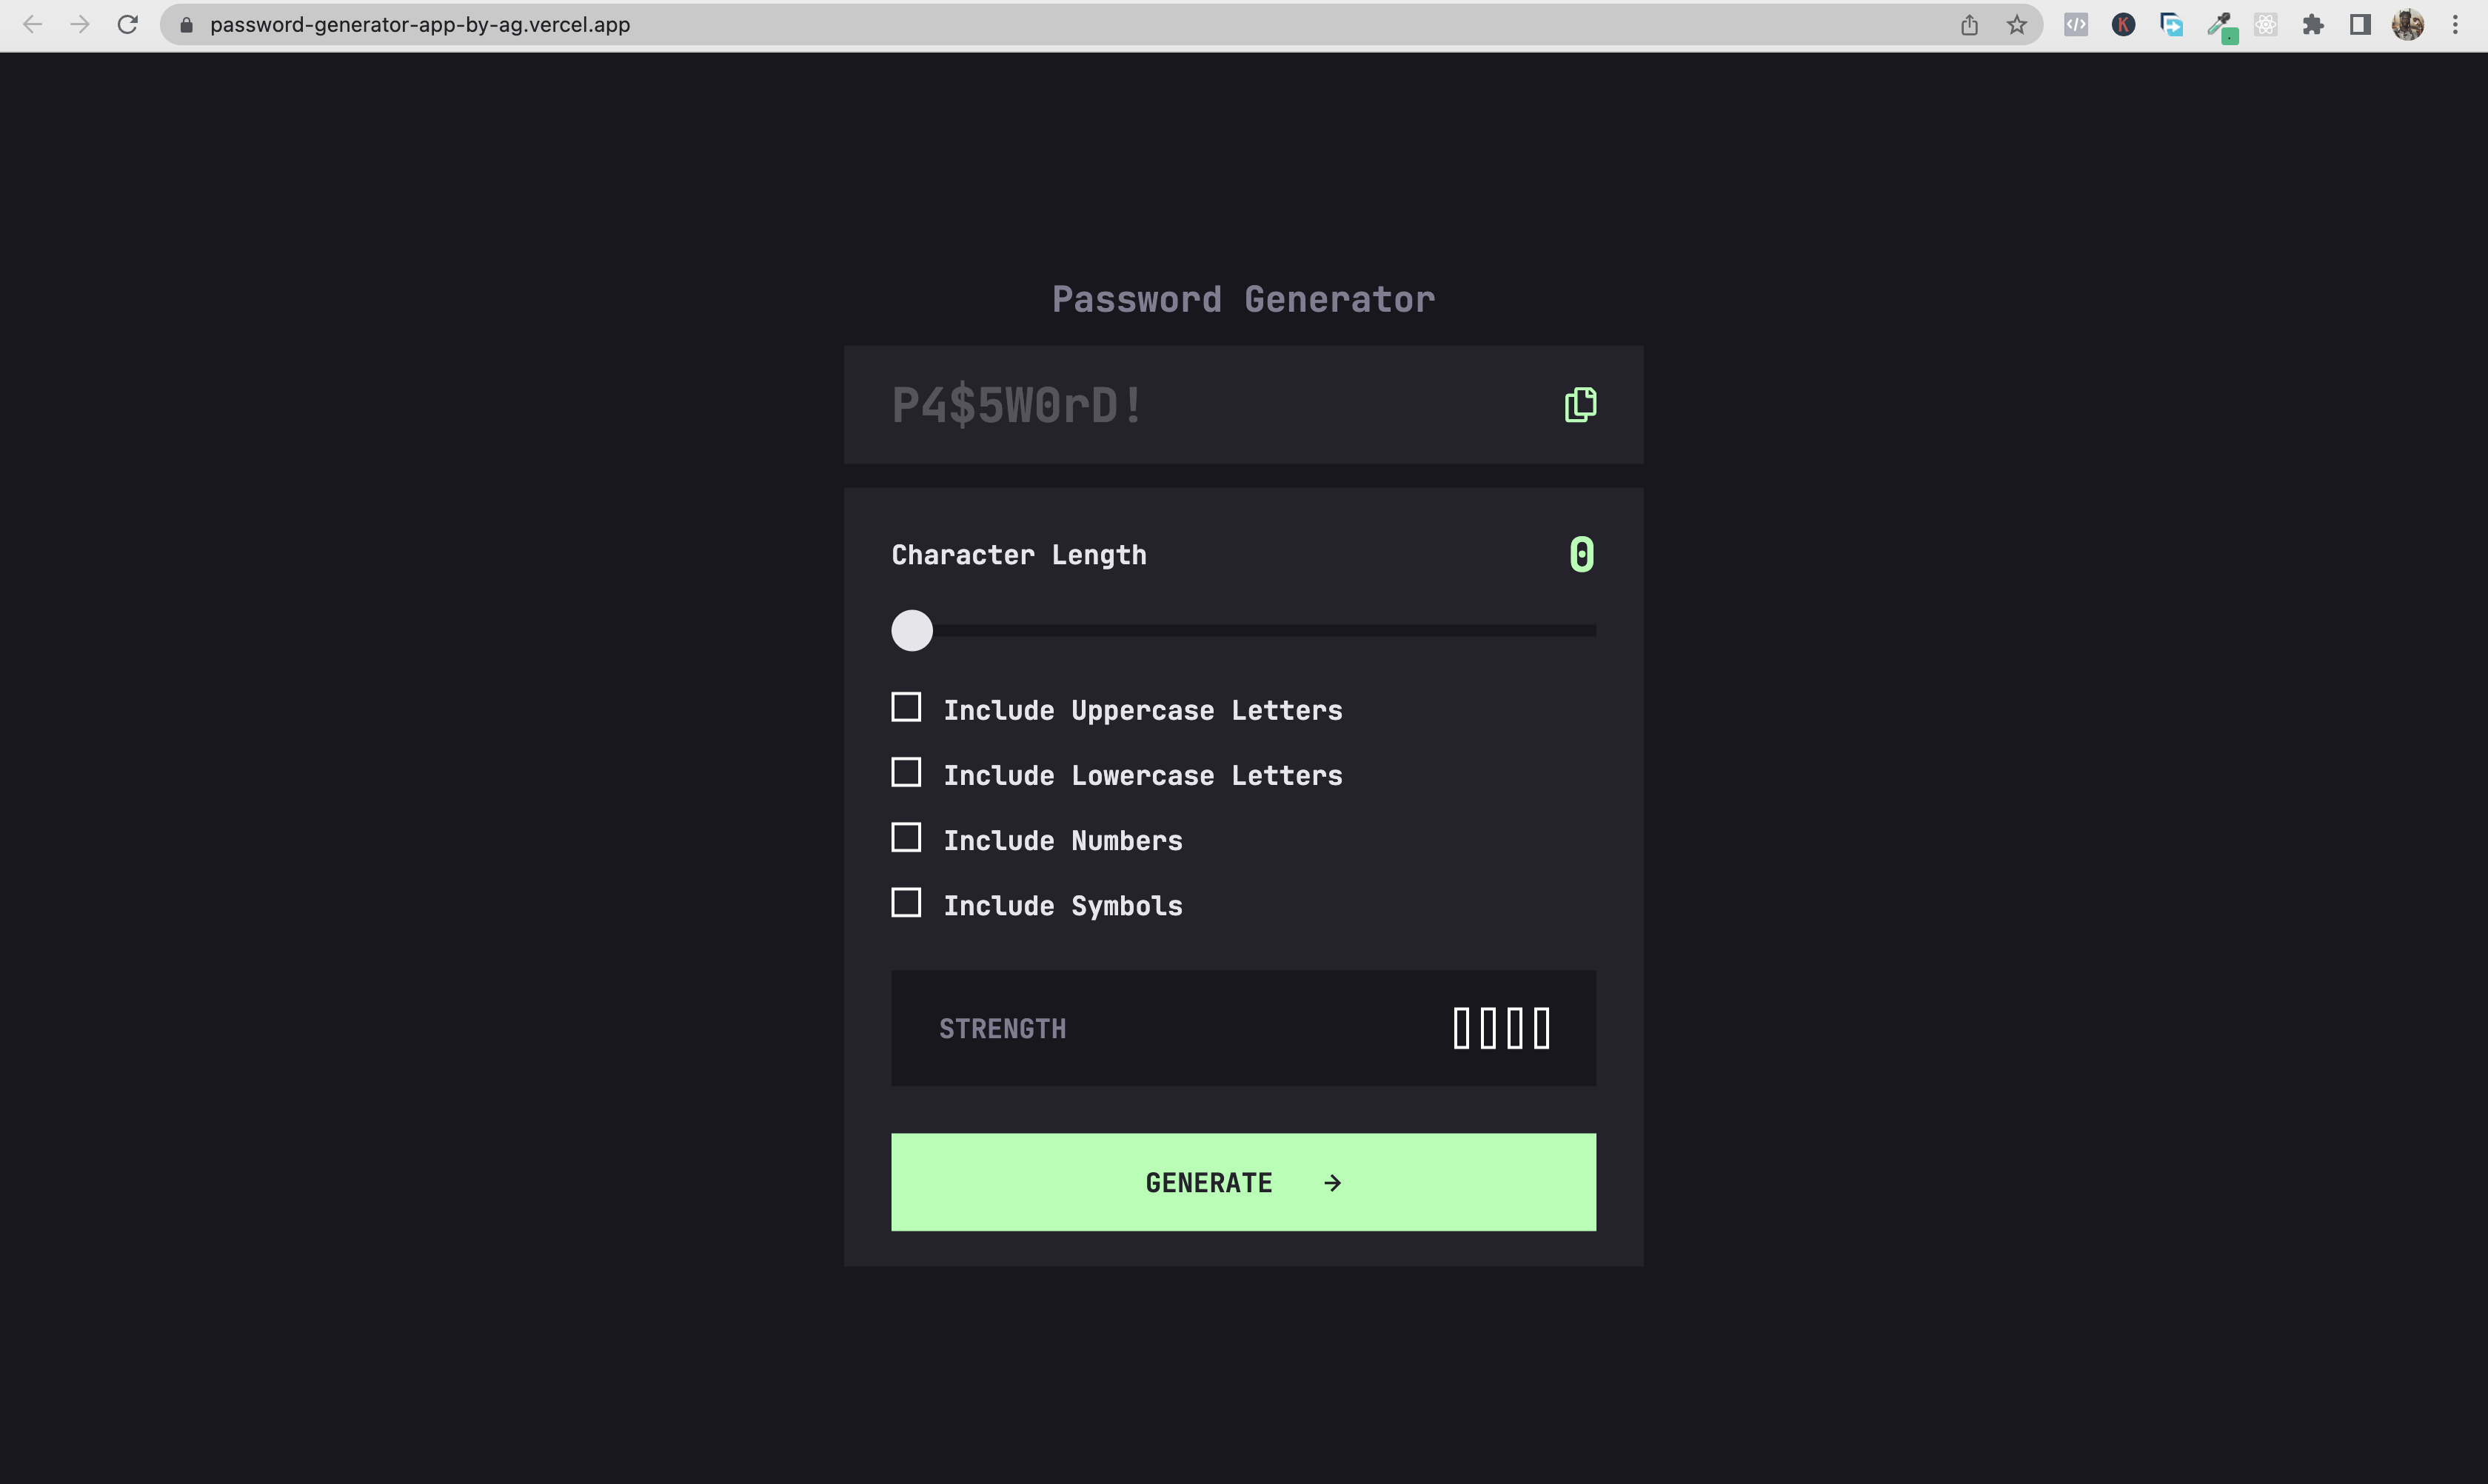 password-generator-app-by-ag.vercel.app
Password Generator
P4$5W0rD!
Character Length 0
Include Uppercase Letters
Include Lowercase Letters
Include Numbers
Include Symbols
STRENGTH
GENERATE →